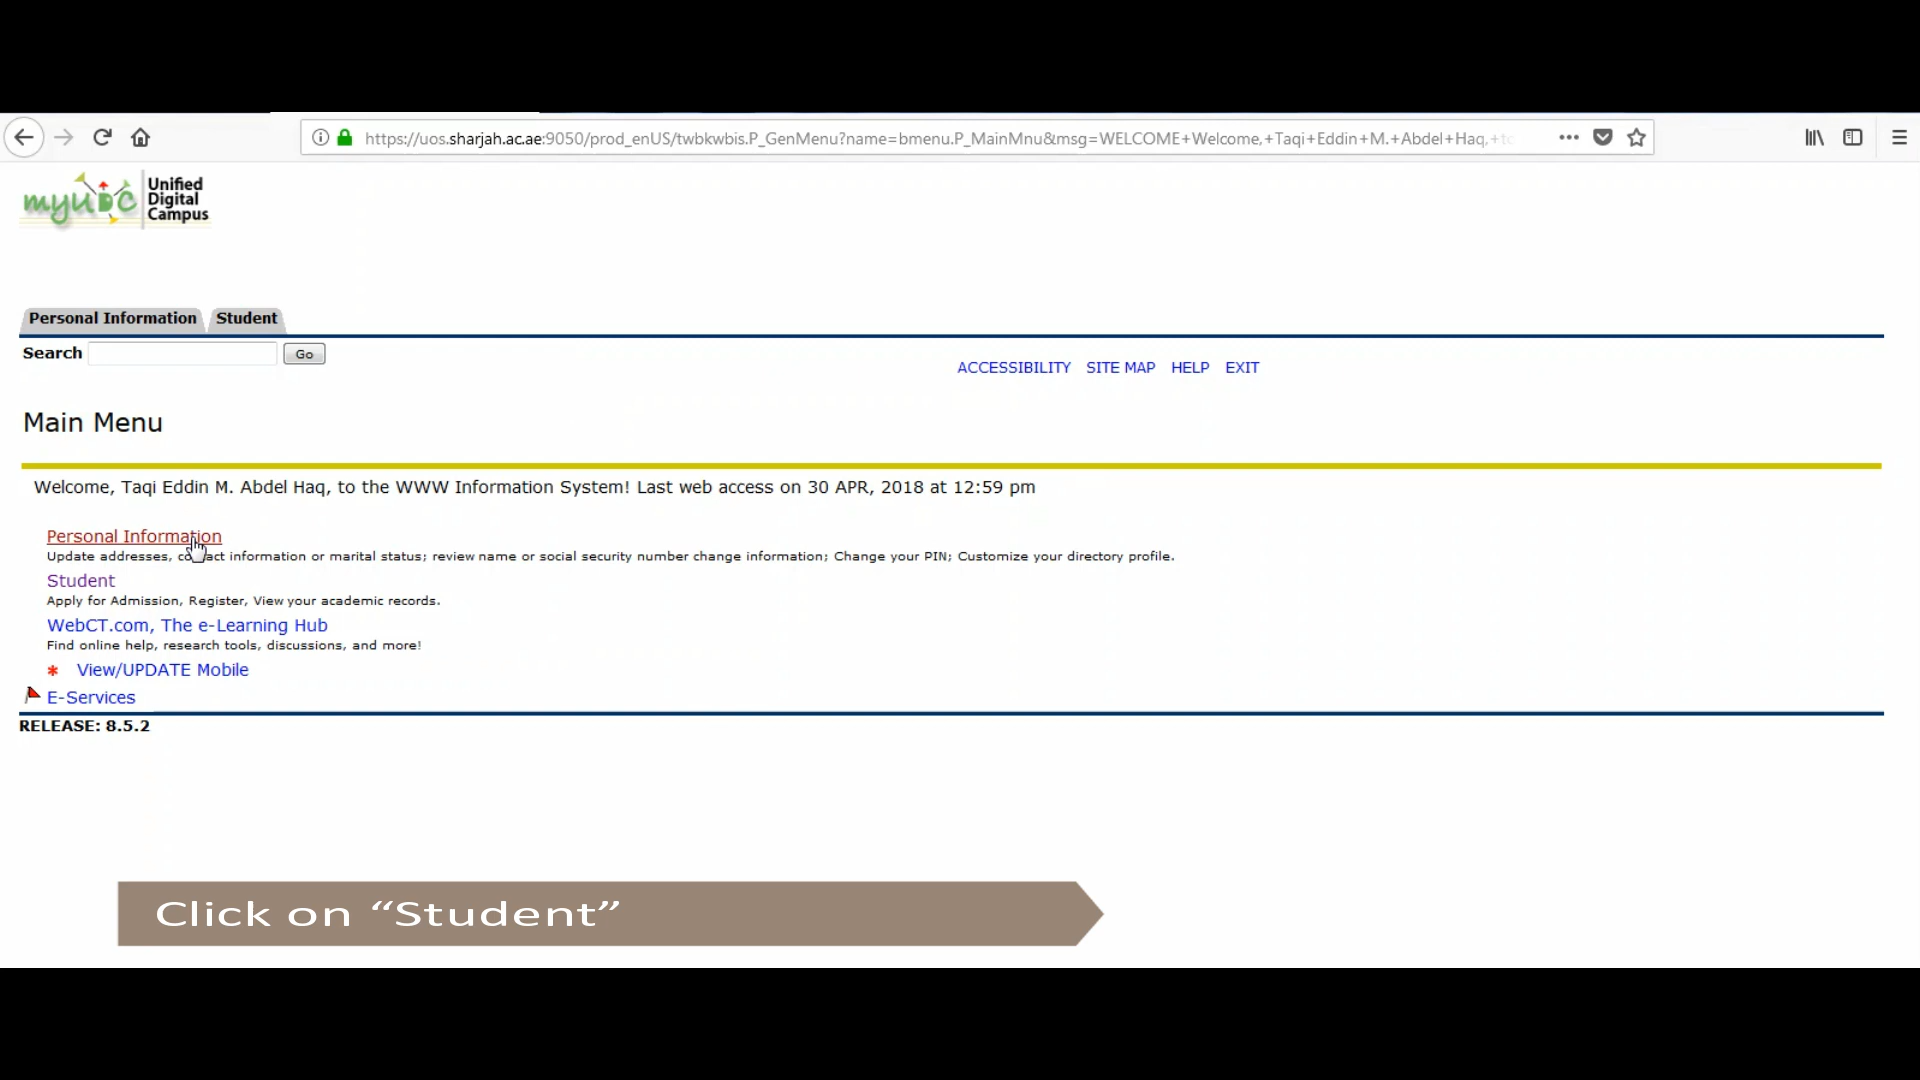 https://uos.sharjah.ac.ae:9050/prod_enUS/twbkwbis.P_GenMenu?name=bmenu.P_MainMnu&msg=WELCOME+Welcome,+Taqi+Eddin+M.+Abdel+Haq,+to
myUDC
Unified
Digital
Campus
Personal Information Student
Search Go
ACCESSIBILITY SITE MAP HELP EXIT
Main Menu
Welcome, Taqi Eddin M. Abdel Haq, to the WWW Information System! Last web access on 30 APR, 2018 at 12:59 pm
Personal Information
Update addresses, contact information or marital status; review name or social security number change information; Change your PIN; Customize your directory profile.
Student
Apply for Admission, Register, View your academic records.
WebCT.com, The e-Learning Hub
Find online help, research tools, discussions, and more!
* View/UPDATE Mobile
E-Services
RELEASE: 8.5.2
Click on “Student”